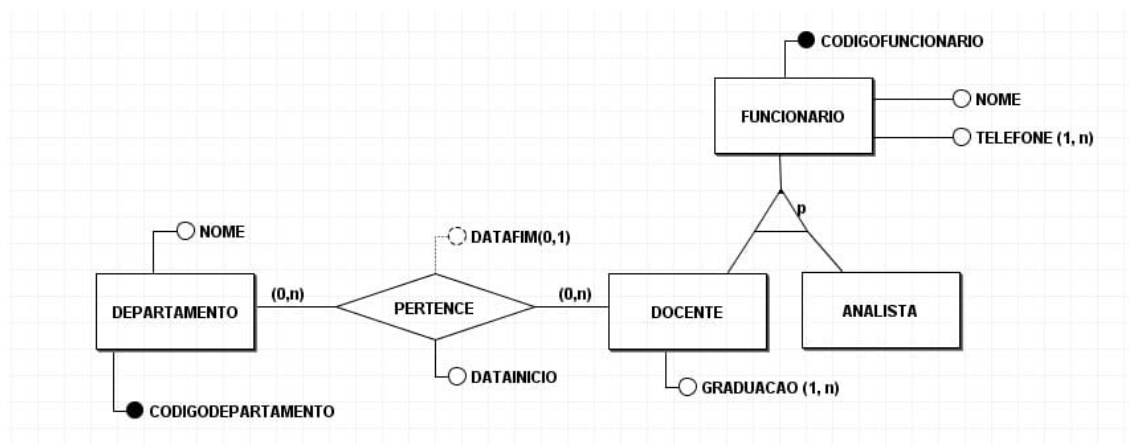 CODIGOFUNCIONARIO
FUNCIONARIO
NOME
TELEFONE (1, n)
p
NOME
DATAFIM(0,1)
DEPARTAMENTO
(0,n)
PERTENCE
(0,n)
DOCENTE
ANALISTA
DATAINICIO
GRADUACAO (1, n)
CODIGODEPARTAMENTO